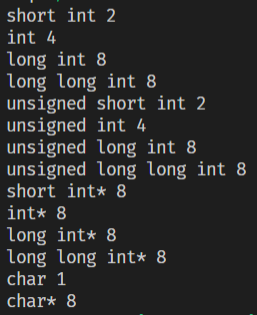 short int 2
int 4
long int 8
long long int 8
unsigned short int 2
unsigned int 4
unsigned long int 8
unsigned long long int 8
short int* 8
int* 8
long int* 8
long long int* 8
char 1
char* 8